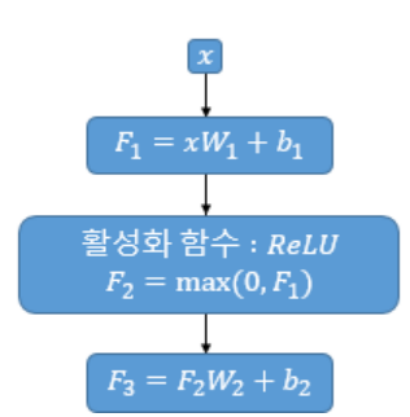 x
F₁ = xW₁ + b₁
활성화 함수 : ReLU
F₂ = max(0, F₁)
F₃ = F₂W₂ + b₂